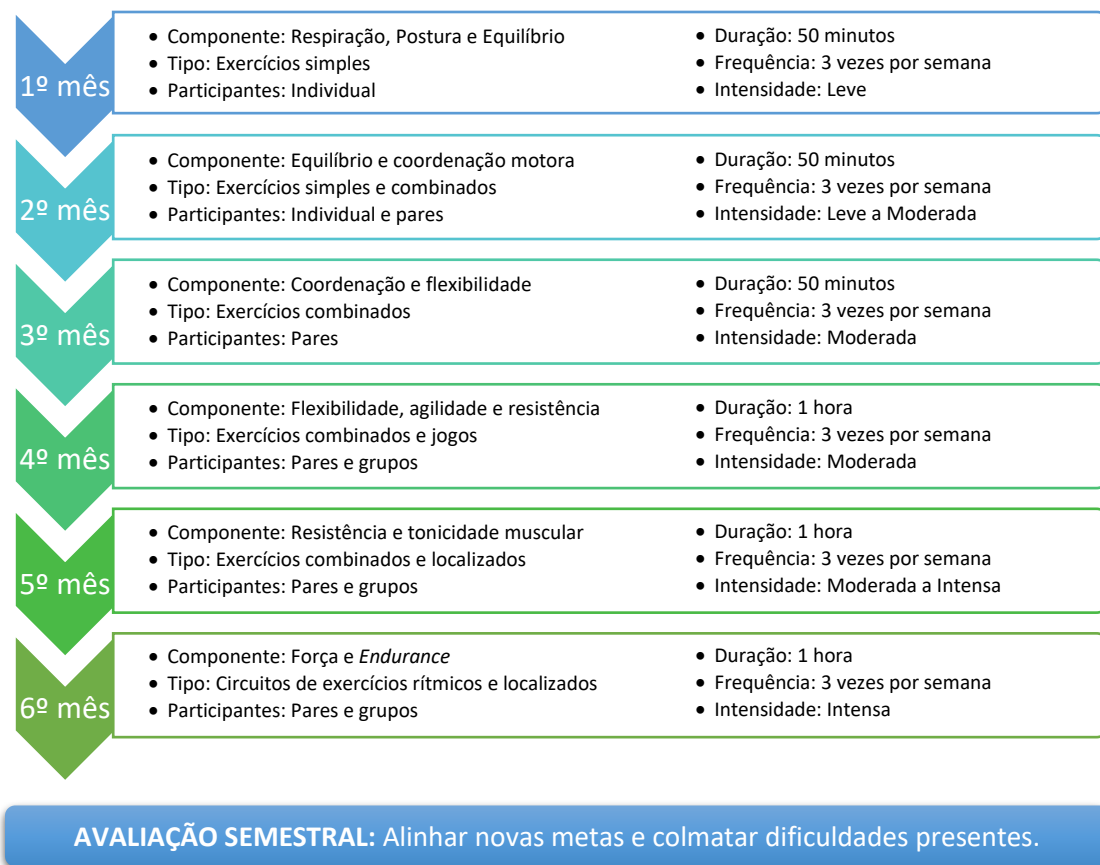 1º mês
• Componente: Respiração, Postura e Equilíbrio
• Tipo: Exercícios simples
• Participantes: Individual
• Duração: 50 minutos
• Frequência: 3 vezes por semana
• Intensidade: Leve
2º mês
• Componente: Equilíbrio e coordenação motora
• Tipo: Exercícios simples e combinados
• Participantes: Individual e pares
• Duração: 50 minutos
• Frequência: 3 vezes por semana
• Intensidade: Leve a Moderada
3º mês
• Componente: Coordenação e flexibilidade
• Tipo: Exercícios combinados
• Participantes: Pares
• Duração: 50 minutos
• Frequência: 3 vezes por semana
• Intensidade: Moderada
4º mês
• Componente: Flexibilidade, agilidade e resistência
• Tipo: Exercícios combinados e jogos
• Participantes: Pares e grupos
• Duração: 1 hora
• Frequência: 3 vezes por semana
• Intensidade: Moderada
5º mês
• Componente: Resistência e tonicidade muscular
• Tipo: Exercícios combinados e localizados
• Participantes: Pares e grupos
• Duração: 1 hora
• Frequência: 3 vezes por semana
• Intensidade: Moderada a Intensa
6º mês
• Componente: Força e Endurance
• Tipo: Circuitos de exercícios rítmicos e localizados
• Participantes: Pares e grupos
• Duração: 1 hora
• Frequência: 3 vezes por semana
• Intensidade: Intensa
AVALIAÇÃO SEMESTRAL: Alinhar novas metas e colmatar dificuldades presentes.